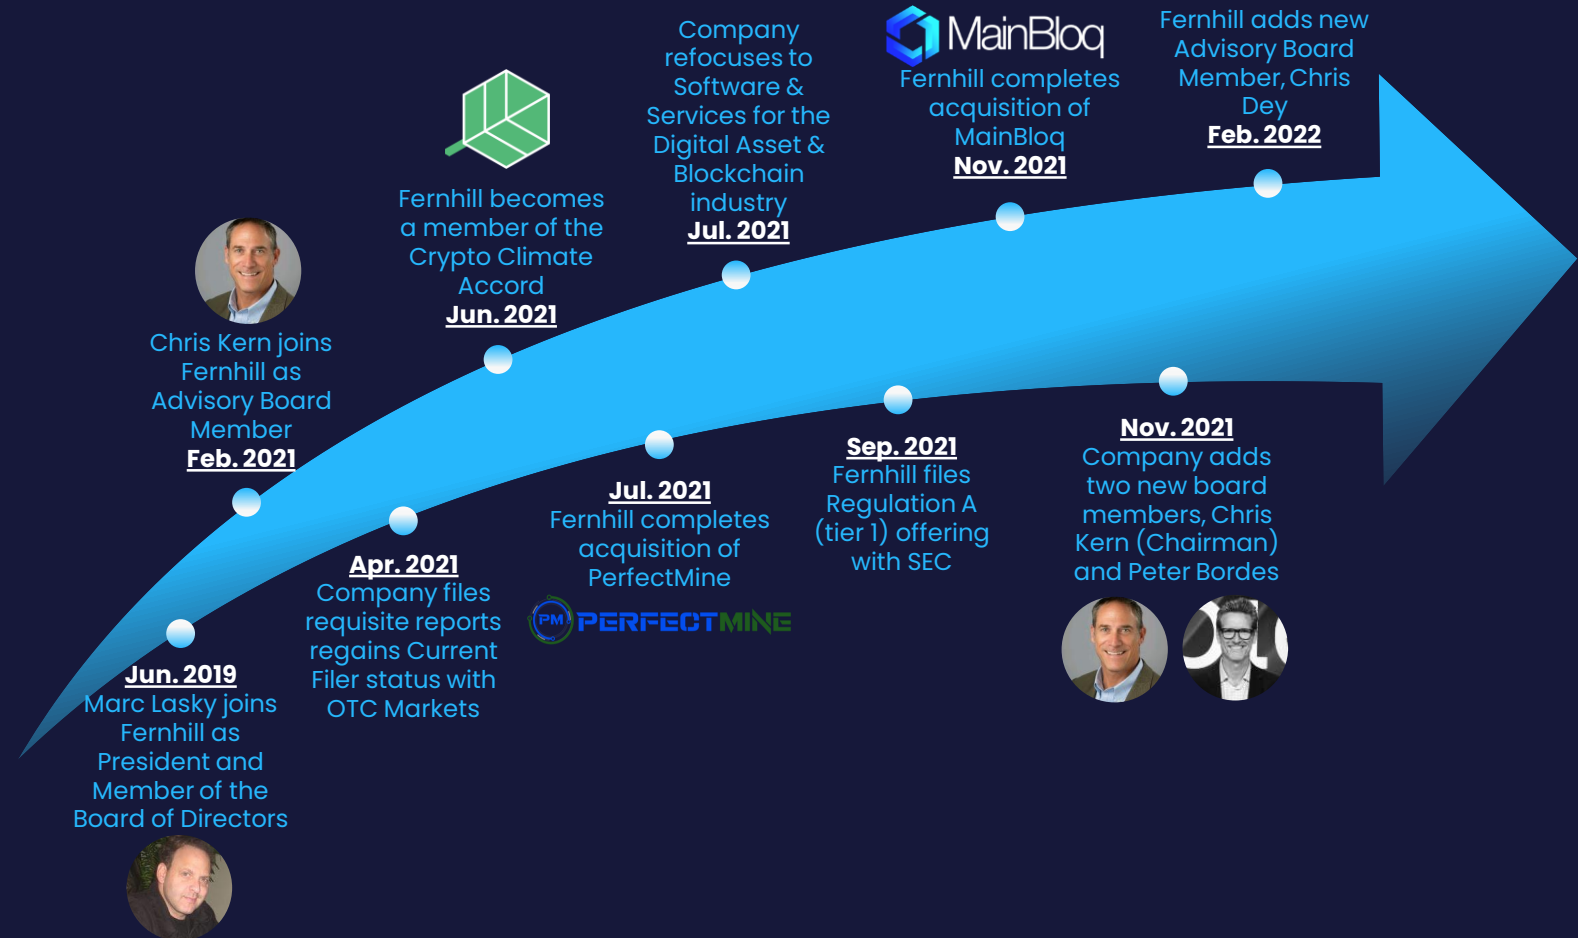 Chris Kern joins
Fernhill as
Advisory Board
Member
Feb. 2021
Fernhill becomes
a member of the
Crypto Climate
Accord
Jun. 2021
Company
refocuses to
Software &
Services for the
Digital Asset &
Blockchain
industry
Jul. 2021
MainBloq
Fernhill completes
acquisition of
MainBloq
Nov. 2021
Fernhill adds new
Advisory Board
Member, Chris
Dey
Feb. 2022
Jun. 2019
Marc Lasky joins
Fernhill as
President and
Member of the
Board of Directors
Apr. 2021
Company files
requisite reports
regains Current
Filer status with
OTC Markets
Jul. 2021
Fernhill completes
acquisition of
PerfectMine
PM PERFECTMINE
Sep. 2021
Fernhill files
Regulation A
(tier 1) offering
with SEC
Nov. 2021
Company adds
two new board
members, Chris
Kern (Chairman)
and Peter Bordes